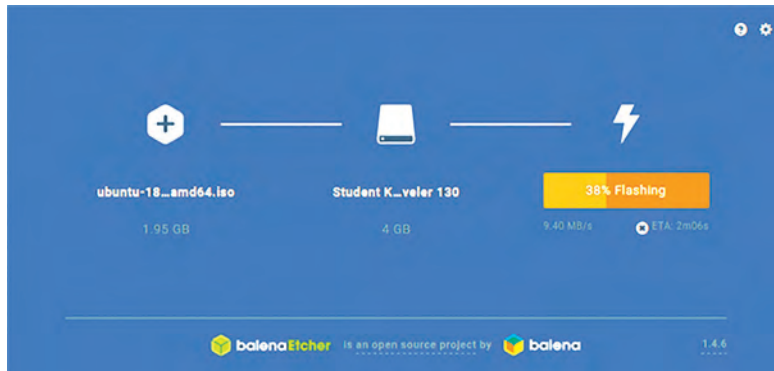 ubuntu-18...amd64.iso
Student K...veler 130
38% Flashing
1.95 GB
4 GB
9.40 MB/s
ETA: 2m06s
balenaEtcher is an open source project by balena
1.4.6